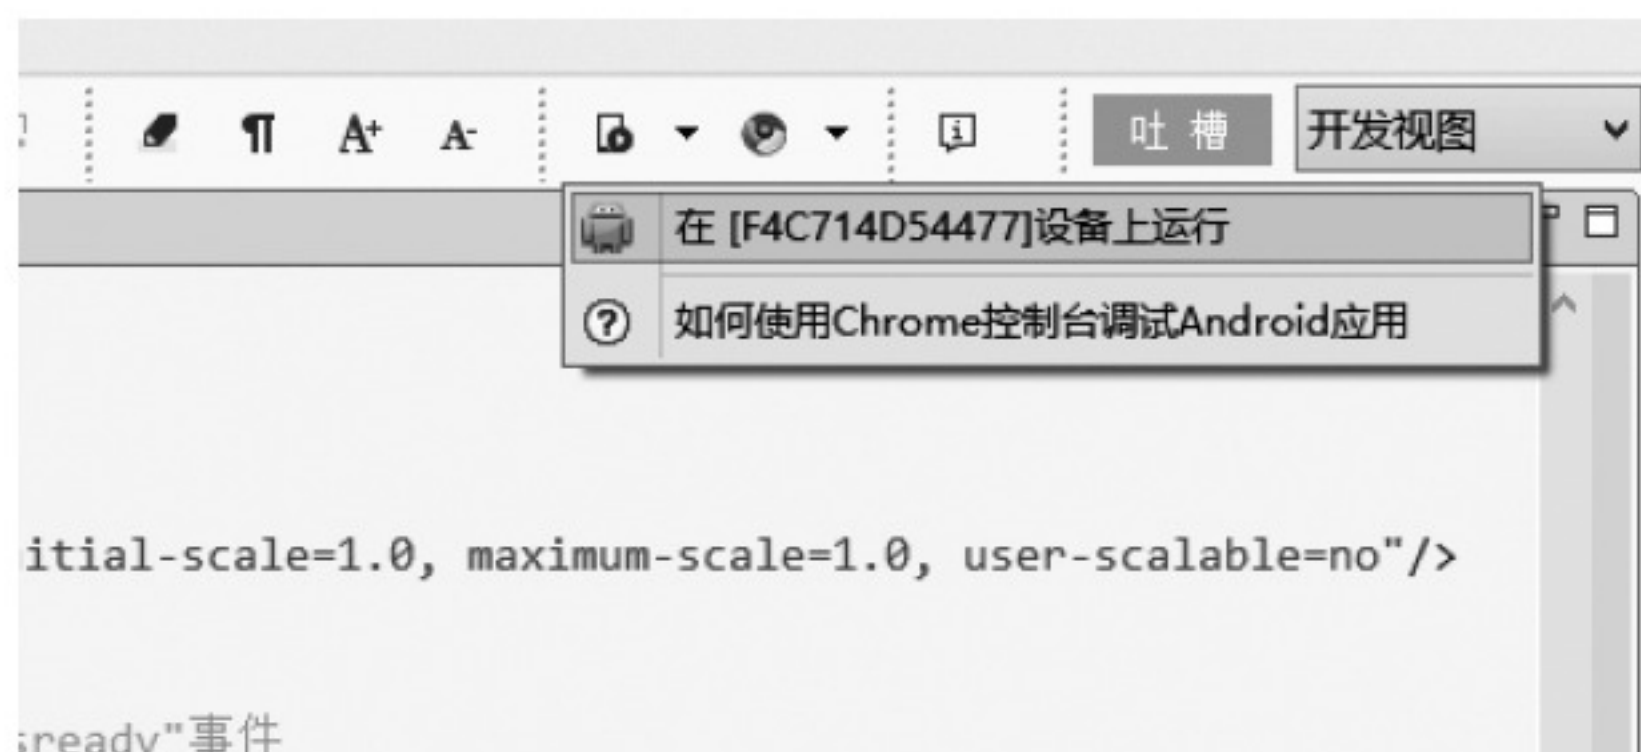 A+ A- 吐 槽 开发视图
在 [F4C714D54477]设备上运行
如何使用Chrome控制台调试Android应用
itial-scale=1.0, maximum-scale=1.0, user-scalable=no"/>
sready"事件